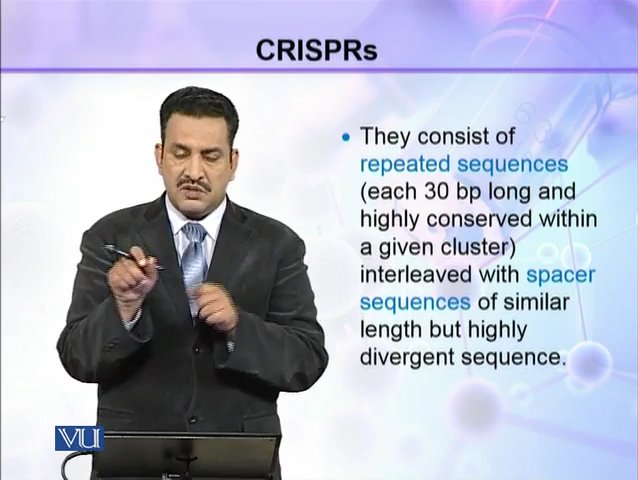 CRISPRs
• They consist of
repeated sequences
(each 30 bp long and
highly conserved within
a given cluster)
interleaved with spacer
sequences of similar
length but highly
divergent sequence.
VU